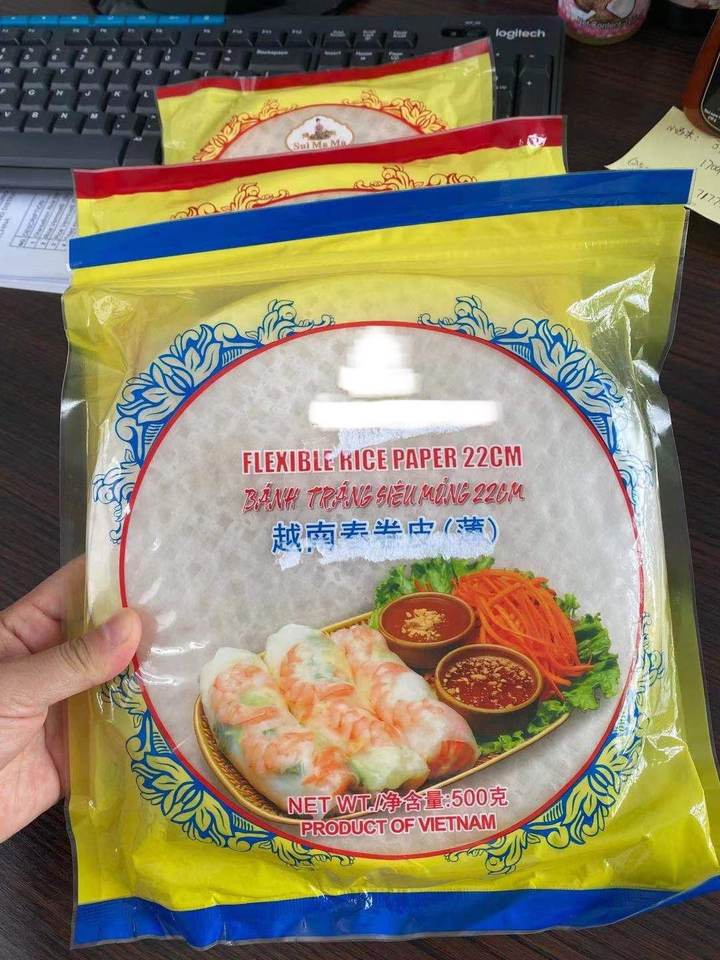 logitech
Sui Ma Ma
FLEXIBLE RICE PAPER 22CM
BÁNH TRÁNG SIÊU MỎNG 22CM
越南春卷皮(薄)
NET WT./净含量:500克
PRODUCT OF VIETNAM